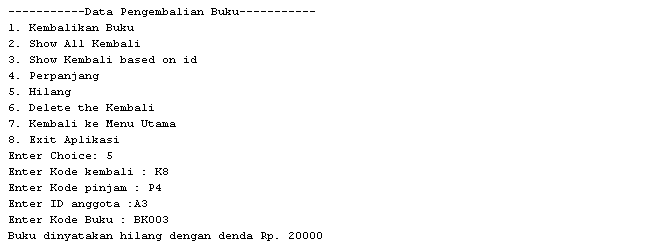 -----------Data Pengembalian Buku-----------
1. Kembalikan Buku
2. Show All Kembali
3. Show Kembali based on id
4. Perpanjang
5. Hilang
6. Delete the Kembali
7. Kembali ke Menu Utama
8. Exit Aplikasi
Enter Choice: 5
Enter Kode kembali : K8
Enter Kode pinjam : P4
Enter ID anggota :A3
Enter Kode Buku : BK003
Buku dinyatakan hilang dengan denda Rp. 20000